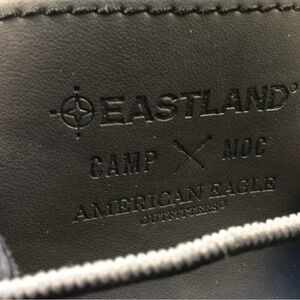 EASTLAND®
CAMP MOC
AMERICAN EAGLE
OUTFITTERS®